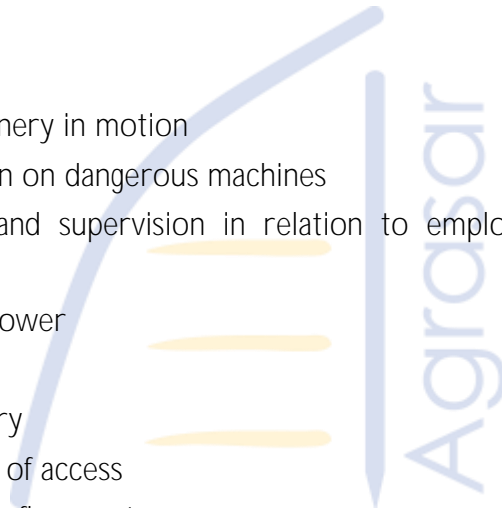 nery in motion
n on dangerous machines
and supervision in relation to emplo
ower
ry
of access
Agrasar